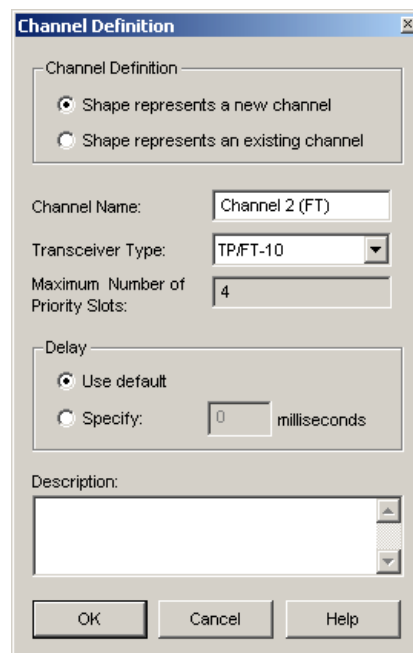 Channel Definition
Channel Definition
Shape represents a new channel
Shape represents an existing channel
Channel Name: Channel 2 (FT)
Transceiver Type: TP/FT-10
Maximum Number of
Priority Slots: 4
Delay
Use default
Specify: 0 milliseconds
Description:
OK Cancel Help